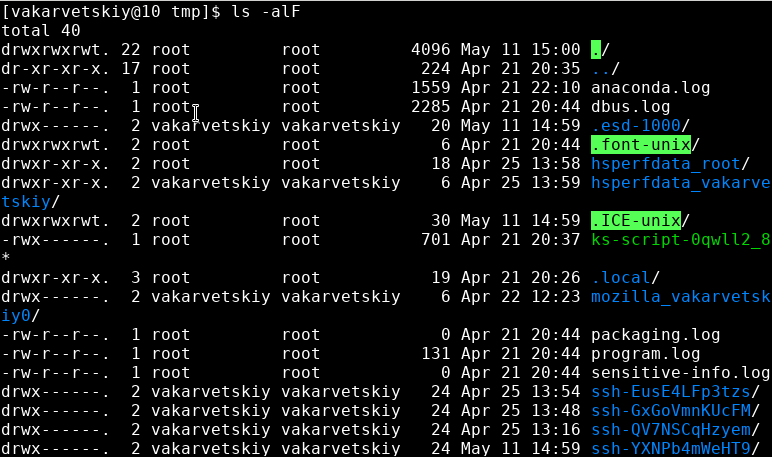 [vakarvetskiy@10 tmp]$ ls -alF
total 40
drwxrwxrwt. 22 root         root            4096 May 11 15:00 ./
dr-xr-xr-x. 17 root         root             224 Apr 21 20:35 ../
-rw-r--r--.  1 root         root            1559 Apr 21 22:10 anaconda.log
-rw-r--r--.  1 root         root            2285 Apr 21 20:44 dbus.log
drwx------.  2 vakarvetskiy vakarvetskiy      20 May 11 14:59 .esd-1000/
drwxrwxrwt.  2 root         root               6 Apr 21 20:44 .font-unix/
drwxr-xr-x.  2 root         root              18 Apr 25 13:58 hsperfdata_root/
drwxr-xr-x.  2 vakarvetskiy vakarvetskiy       6 Apr 25 13:59 hsperfdata_vakarve
tskiy/
drwxrwxrwt.  2 root         root              30 May 11 14:59 .ICE-unix/
-rwx------.  1 root         root             701 Apr 21 20:37 ks-script-0qwll2_8
*
drwxr-xr-x.  3 root         root              19 Apr 21 20:26 .local/
drwx------.  2 vakarvetskiy vakarvetskiy       6 Apr 22 12:23 mozilla_vakarvetsk
iy0/
-rw-r--r--.  1 root         root               0 Apr 21 20:44 packaging.log
-rw-r--r--.  1 root         root             131 Apr 21 20:44 program.log
-rw-r--r--.  1 root         root               0 Apr 21 20:44 sensitive-info.log
drwx------.  2 vakarvetskiy vakarvetskiy      24 Apr 25 13:54 ssh-EusE4LFp3tzs/
drwx------.  2 vakarvetskiy vakarvetskiy      24 Apr 25 13:48 ssh-GxGoVmnKUcFM/
drwx------.  2 vakarvetskiy vakarvetskiy      24 Apr 25 13:16 ssh-QV7NSCqHzyem/
drwx------.  2 vakarvetskiy vakarvetskiy      24 May 11 14:59 ssh-YXNPb4mWeHT9/